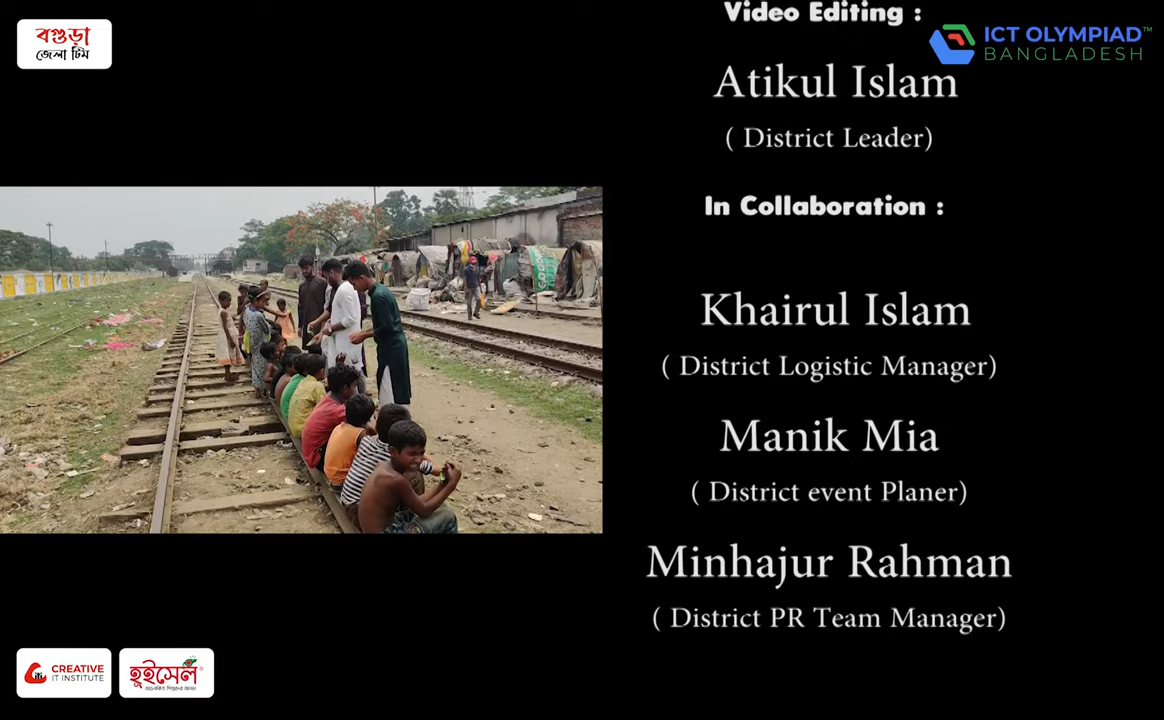 বগুড়া
জেলা টিম
Video Editing :
ICT OLYMPIAD™
BANGLADESH
Atikul Islam
( District Leader)
In Collaboration :
Khairul Islam
( District Logistic Manager)
Manik Mia
( District event Planer)
Minhajur Rahman
( District PR Team Manager)
CREATIVE
IT INSTITUTE
হুইসেল